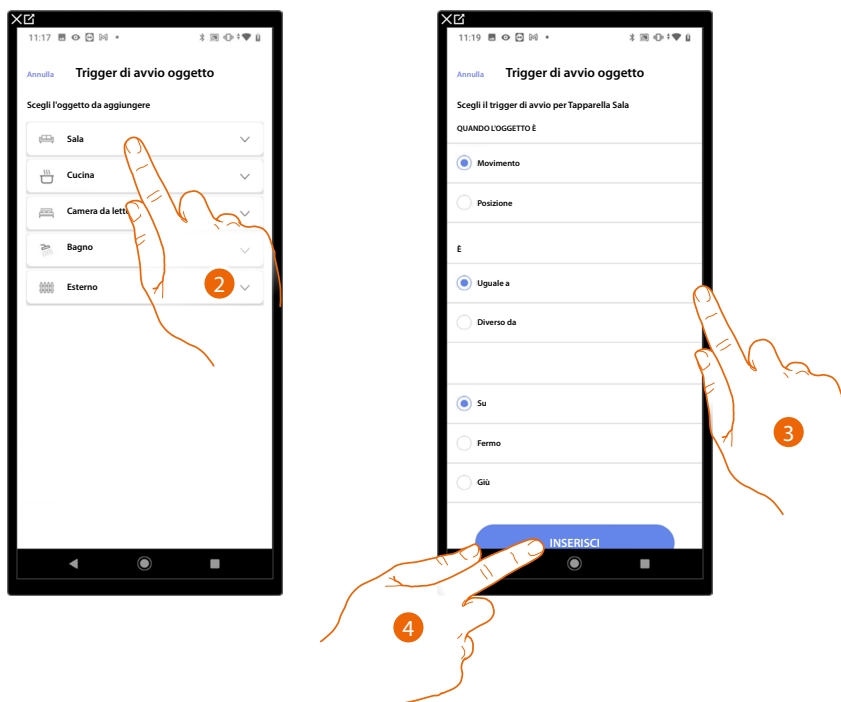 11:17
Annulla Trigger di avvio oggetto
Scegli l'oggetto da aggiungere
Sala
Cucina
Camera da lett
Bagno
Esterno
2
11:19
Annulla Trigger di avvio oggetto
Scegli il trigger di avvio per Tapparella Sala
QUANDO L'OGGETTO È
Movimento
Posizione
È
Uguale a
Diverso da
Su
Fermo
Giù
INSERISCI
3
4